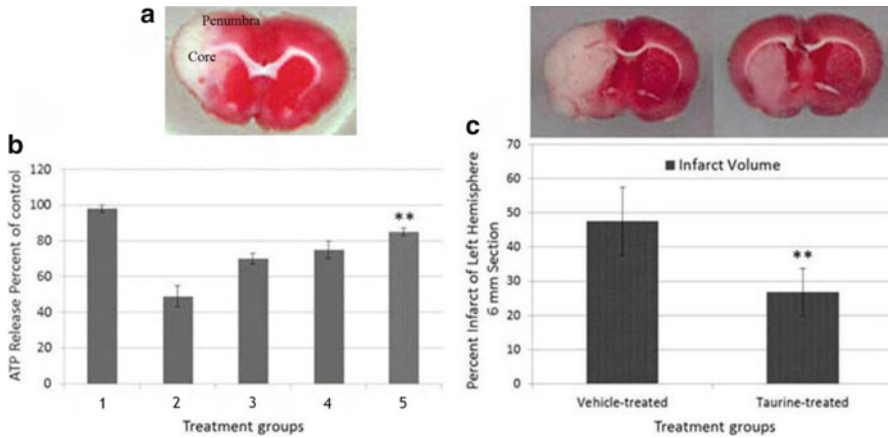 a
Penumbra
Core
b
ATP Release Percent of control
120
100
80
60
40
20
0
**
1 2 3 4 5
Treatment groups
c
Percent Infarct of Left Hemisphere
6 mm Section
70
60
50
40
30
20
10
0
Infarct Volume
**
Vehicle-treated Taurine-treated
Treatment groups